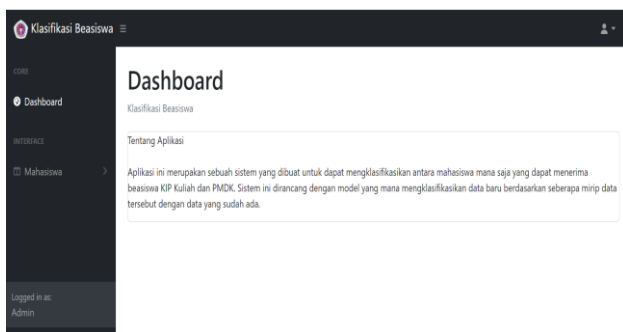 Klasifikasi Beasiswa
CORE
Dashboard
INTERFACE
Mahasiswa
Logged in as:
Admin
Dashboard
Klasifikasi Beasiswa
Tentang Aplikasi
Aplikasi ini merupakan sebuah sistem yang dibuat untuk dapat mengklasifikasikan antara mahasiswa mana saja yang dapat menerima
beasiswa KIP Kuliah dan PMDK. Sistem ini dirancang dengan model yang mana mengklasifikasikan data baru berdasarkan seberapa mirip data
tersebut dengan data yang sudah ada.